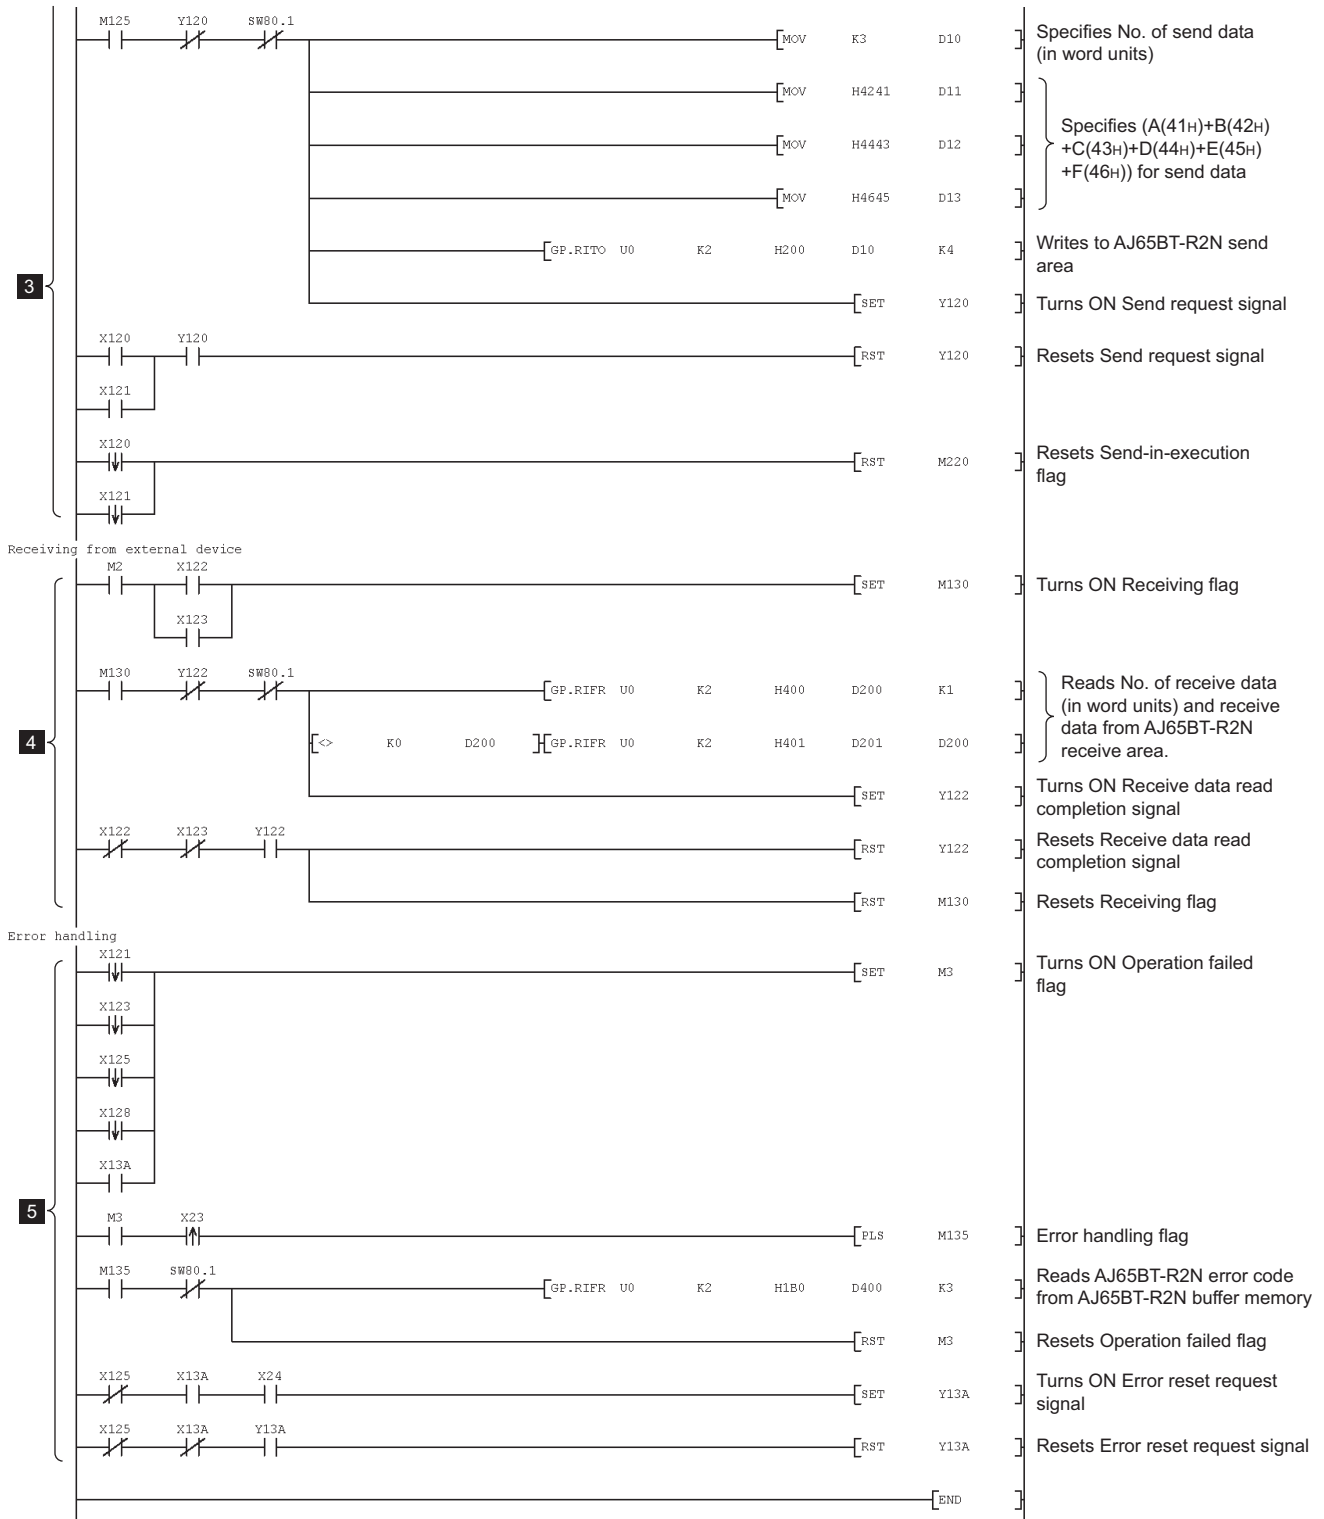 M125 Y120 SW80.1
MOV K3 D10
Specifies No. of send data
(in word units)
MOV H4241 D11
MOV H4443 D12
MOV H4645 D13
Specifies (A(41H)+B(42H)
+C(43H)+D(44H)+E(45H)
+F(46H)) for send data
GP.RITO U0 K2 H200 D10 K4
Writes to AJ65BT-R2N send
area
3
SET Y120
Turns ON Send request signal
X120 Y120
RST Y120
Resets Send request signal
X121
X120
RST M220
Resets Send-in-execution
flag
X121
Receiving from external device
M2 X122
SET M130
Turns ON Receiving flag
X123
M130 Y122 SW80.1
GP.RIFR U0 K2 H400 D200 K1
<> K0 D200 GP.RIFR U0 K2 H401 D201 D200
Reads No. of receive data
(in word units) and receive
data from AJ65BT-R2N
receive area.
4
SET Y122
Turns ON Receive data read
completion signal
X122 X123 Y122
RST Y122
Resets Receive data read
completion signal
RST M130
Resets Receiving flag
Error handling
X121
SET M3
Turns ON Operation failed
flag
X123
X125
X128
X13A
5
M3 X23
PLS M135
Error handling flag
M135 SW80.1
GP.RIFR U0 K2 H1B0 D400 K3
Reads AJ65BT-R2N error code
from AJ65BT-R2N buffer memory
RST M3
Resets Operation failed flag
X125 X13A X24
SET Y13A
Turns ON Error reset request
signal
X125 X13A Y13A
RST Y13A
Resets Error reset request signal
END